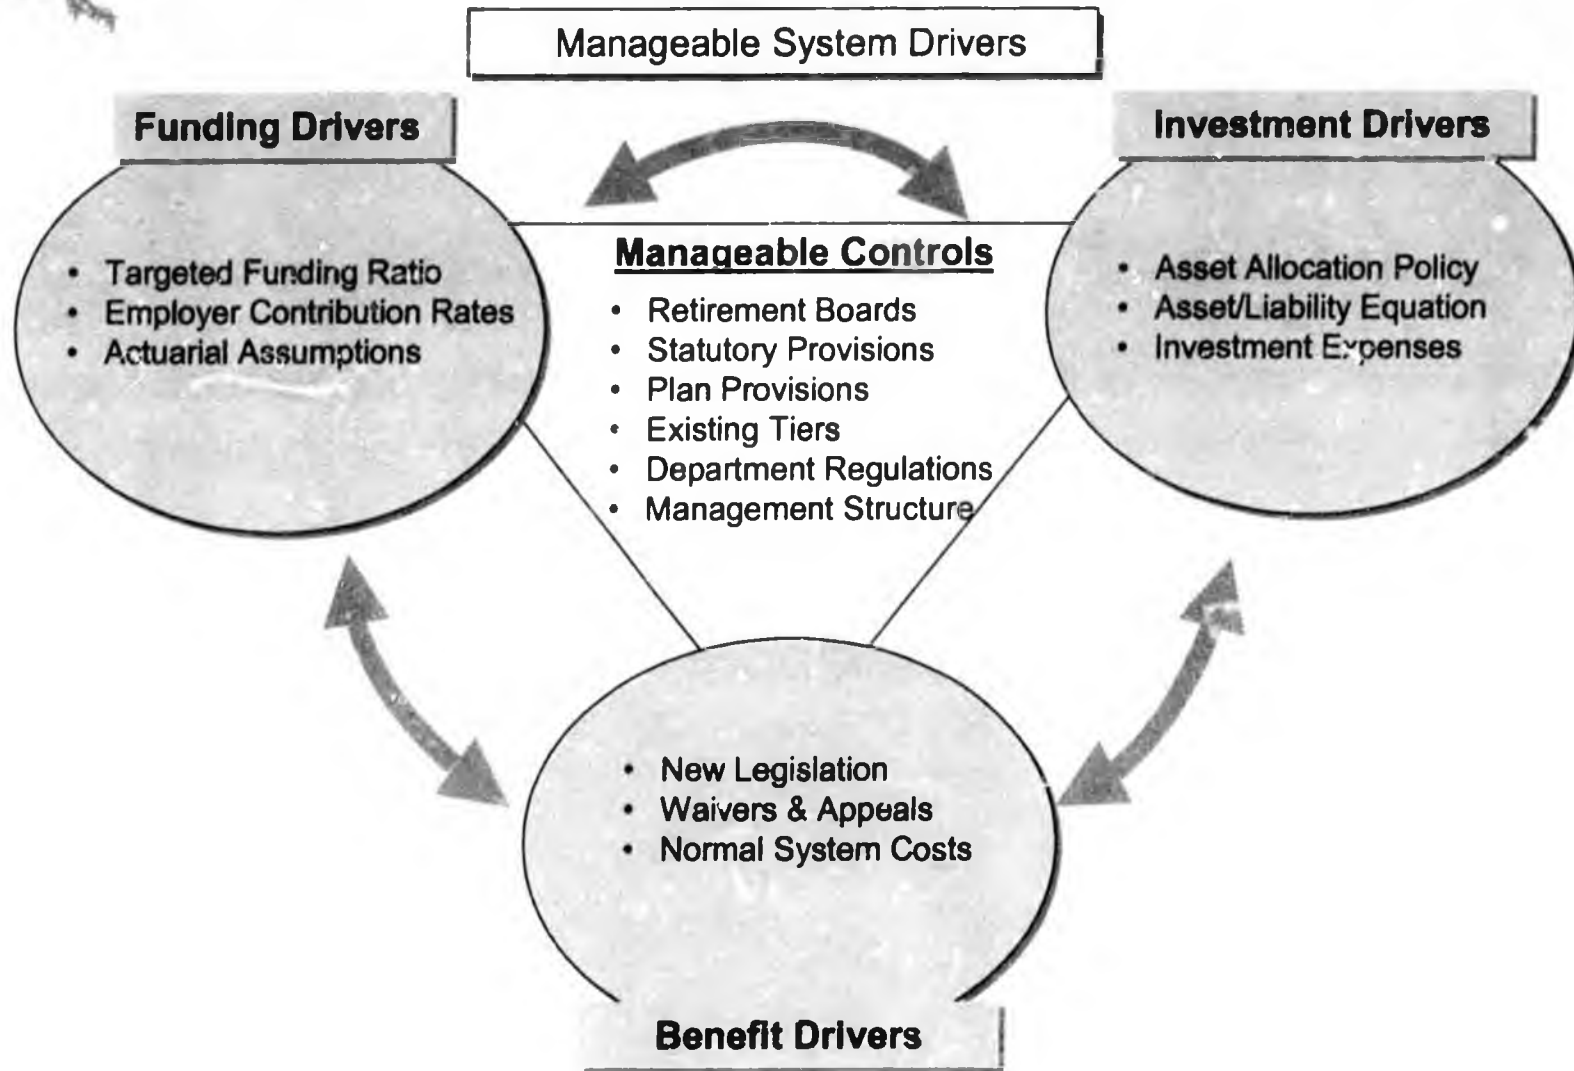 Manageable System Drivers
Funding Drivers
• Targeted Funding Ratio
• Employer Contribution Rates
• Actuarial Assumptions
Manageable Controls
• Retirement Boards
• Statutory Provisions
• Plan Provisions
• Existing Tiers
• Department Regulations
• Management Structure
Investment Drivers
• Asset Allocation Policy
• Asset/Liability Equation
• Investment Expenses
• New Legislation
• Waivers & Appeals
• Normal System Costs
Benefit Drivers